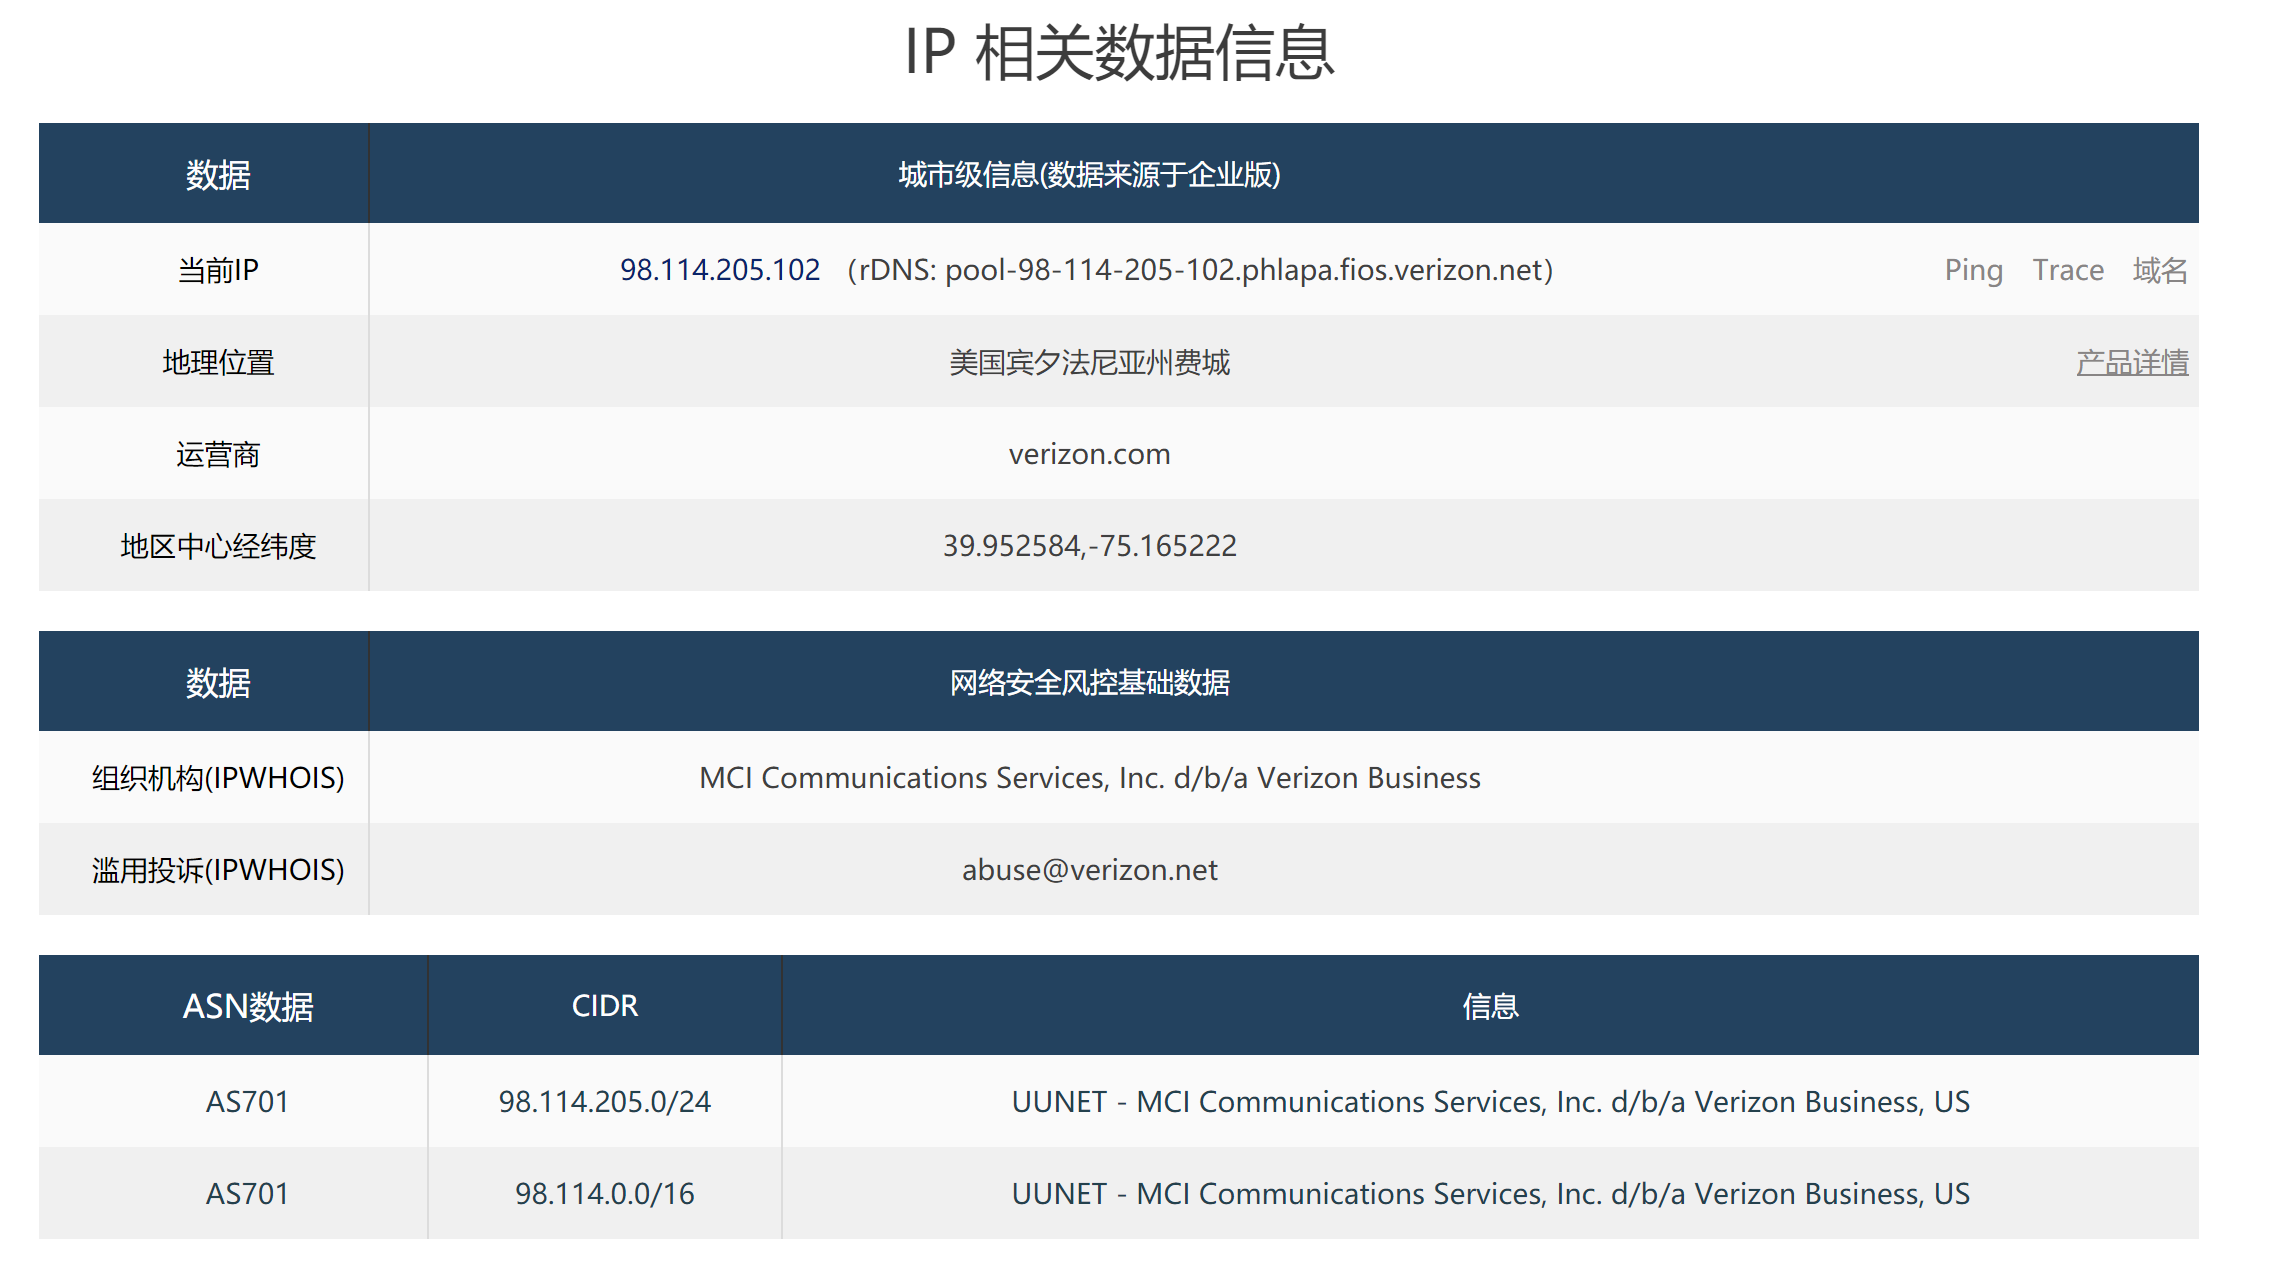 IP 相关数据信息
数据 城市级信息(数据来源于企业版)
当前IP 98.114.205.102 （rDNS: pool-98-114-205-102.phlapa.fios.verizon.net） Ping Trace 域名
地理位置 美国宾夕法尼亚州费城 产品详情
运营商 verizon.com
地区中心经纬度 39.952584,-75.165222
数据 网络安全风控基础数据
组织机构(IPWHOIS) MCI Communications Services, Inc. d/b/a Verizon Business
滥用投诉(IPWHOIS) abuse@verizon.net
ASN数据 CIDR 信息
AS701 98.114.205.0/24 UUNET - MCI Communications Services, Inc. d/b/a Verizon Business, US
AS701 98.114.0.0/16 UUNET - MCI Communications Services, Inc. d/b/a Verizon Business, US